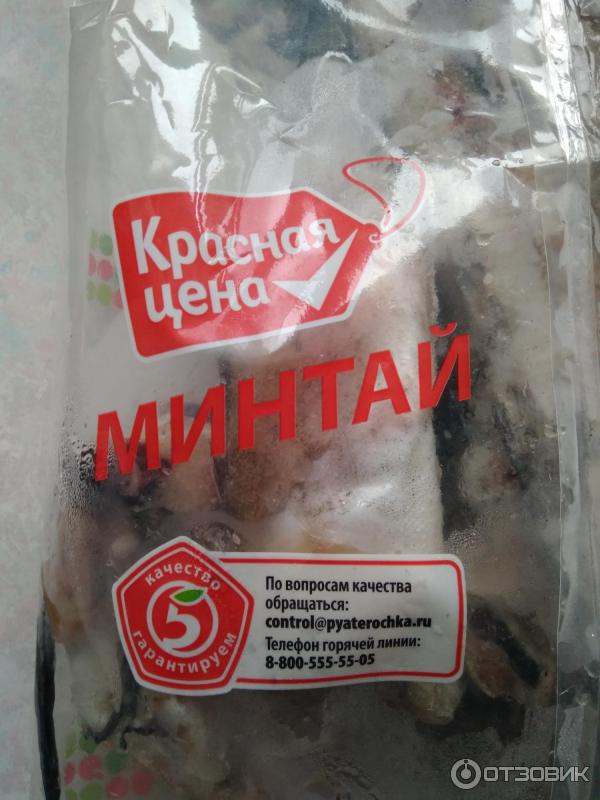 Красная
цена
МИНТАЙ
качество
5
гарантируем
По вопросам качества
обращаться:
control@pyaterochka.ru
Телефон горячей линии:
8-800-555-55-05
ОТЗОВИК